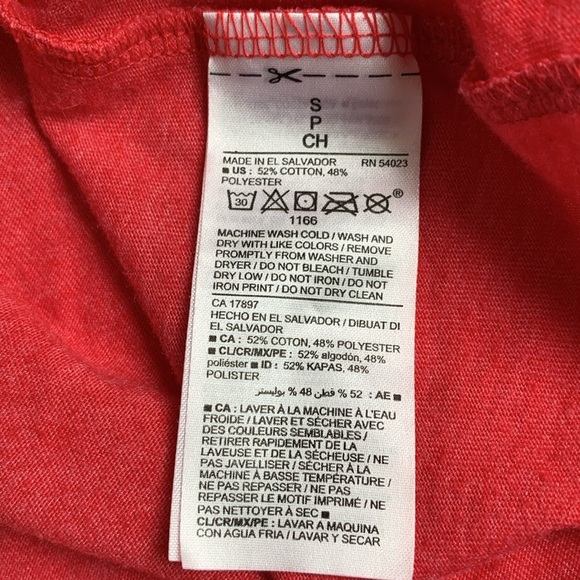 S
P
CH
MADE IN EL SALVADOR RN 54023
■ US : 52% COTTON, 48%
POLYESTER
30 ®
1166
MACHINE WASH COLD / WASH AND
DRY WITH LIKE COLORS / REMOVE
PROMPTLY FROM WASHER AND
DRYER / DO NOT BLEACH / TUMBLE
DRY LOW / DO NOT IRON / DO NOT
IRON PRINT / DO NOT DRY CLEAN
CA 17897
HECHO EN EL SALVADOR / DIBUAT DI
EL SALVADOR
■ CA : 52% COTON, 48% POLYESTER
■ CL/CR/MX/PE : 52% algodón, 48%
poliéster ■ ID : 52% KAPAS, 48%
POLISTER
■ AE : 52 % قطن 48 % بوليستر
■ CA : LAVER À LA MACHINE À L'EAU
FROIDE / LAVER ET SÉCHER AVEC
DES COULEURS SEMBLABLES /
RETIRER RAPIDEMENT DE LA
LAVEUSE ET DE LA SÉCHEUSE / NE
PAS JAVELLISER / SÉCHER À LA
MACHINE À BASSE TEMPÉRATURE /
NE PAS REPASSER / NE PAS
REPASSER LE MOTIF IMPRIMÉ / NE
PAS NETTOYER À SEC ■
CL/CR/MX/PE : LAVAR A MAQUINA
CON AGUA FRIA / LAVAR Y SECAR